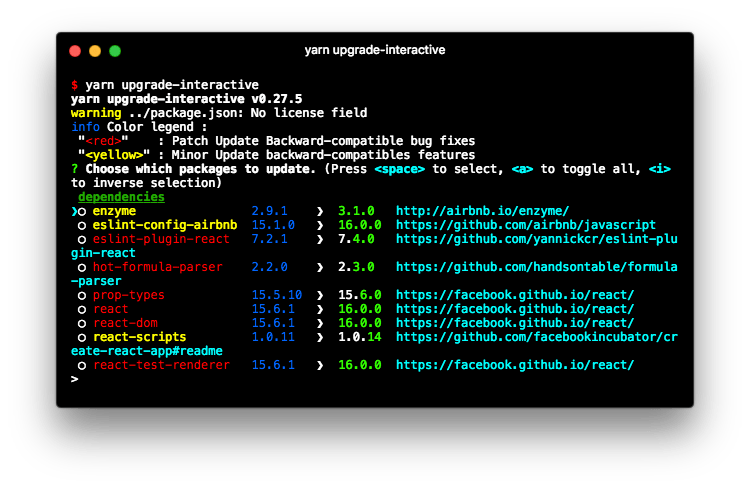 yarn upgrade-interactive
$ yarn upgrade-interactive
yarn upgrade-interactive v0.27.5
warning ../package.json: No license field
info Color legend :
"<red>" : Patch Update Backward-compatible bug fixes
"<yellow>" : Minor Update backward-compatibles features
? Choose which packages to update. (Press <space> to select, <a> to toggle all, <i>
to inverse selection)
dependencies
❯○ enzyme 2.9.1 ❯ 3.1.0 http://airbnb.io/enzyme/
○ eslint-config-airbnb 15.1.0 ❯ 16.0.0 https://github.com/airbnb/javascript
○ eslint-plugin-react 7.2.1 ❯ 7.4.0 https://github.com/yannickcr/eslint-plu
gin-react
○ hot-formula-parser 2.2.0 ❯ 2.3.0 https://github.com/handsontable/formula
-parser
○ prop-types 15.5.10 ❯ 15.6.0 https://facebook.github.io/react/
○ react 15.6.1 ❯ 16.0.0 https://facebook.github.io/react/
○ react-dom 15.6.1 ❯ 16.0.0 https://facebook.github.io/react/
○ react-scripts 1.0.11 ❯ 1.0.14 https://github.com/facebookincubator/cr
eate-react-app#readme
○ react-test-renderer 15.6.1 ❯ 16.0.0 https://facebook.github.io/react/
>